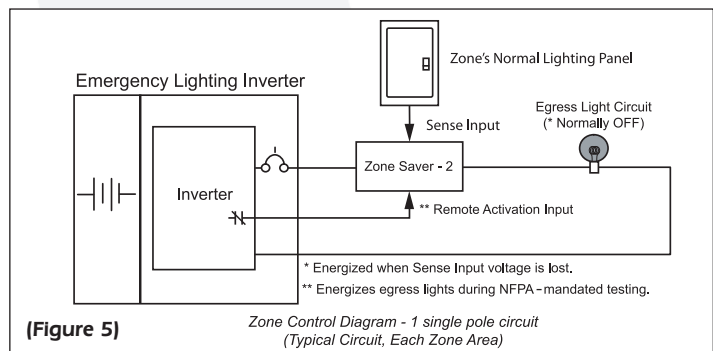 Zone's Normal Lighting Panel
Emergency Lighting Inverter
Egress Light Circuit
(* Normally OFF)
Sense Input
Zone Saver - 2
Inverter
** Remote Activation Input
* Energized when Sense Input voltage is lost.
** Energizes egress lights during NFPA-mandated testing.
(Figure 5)
Zone Control Diagram - 1 single pole circuit
(Typical Circuit, Each Zone Area)